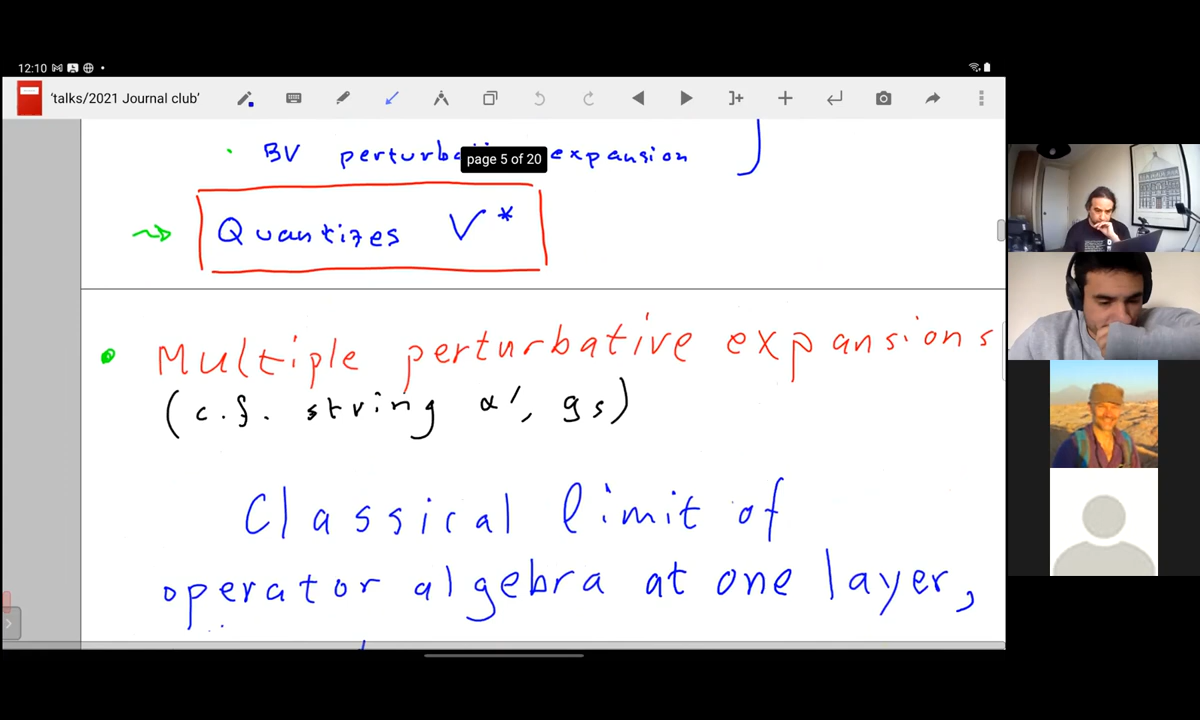 12:10
'talks/2021 Journal club'
BV perturbative expansion
page 5 of 20
Quantizes V*
Multiple perturbative expansions
(c.f. string α', gs)
Classical limit of
operator algebra at one layer,